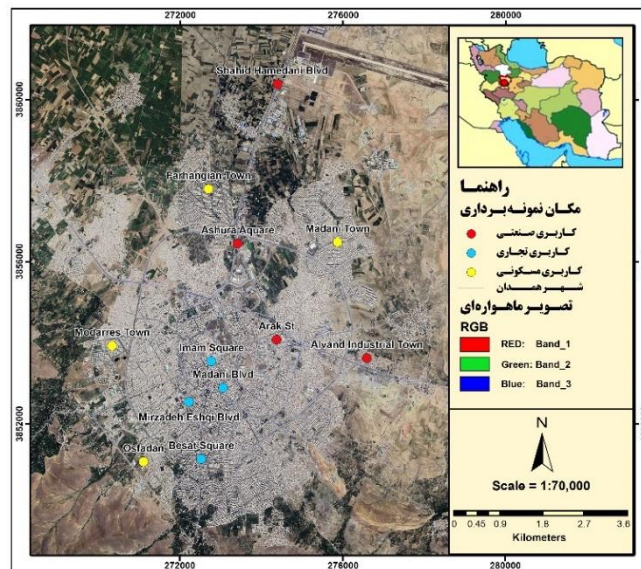 272000 276000 280000
3860000
3856000
3852000
Shahid Hamedani Blvd
Farhangian Town
Ashura Aquare
Madani Town
Modarres Town
Arak St
Imam Square
Alvand Industrial Town
Madani Blvd
Mirzadeh Eshgi Blvd
Besat Square
Osfadan
راهنما
مکان نمونه برداری
کاربری صنعتی
کاربری تجاری
کاربری مسکونی
شهر همدان
تصویر ماهواره‌ای
RGB
RED: Band_1
Green: Band_2
Blue: Band_3
N
Scale = 1:70,000
0 0.45 0.9 1.8 2.7 3.6
Kilometers
272000 276000 280000